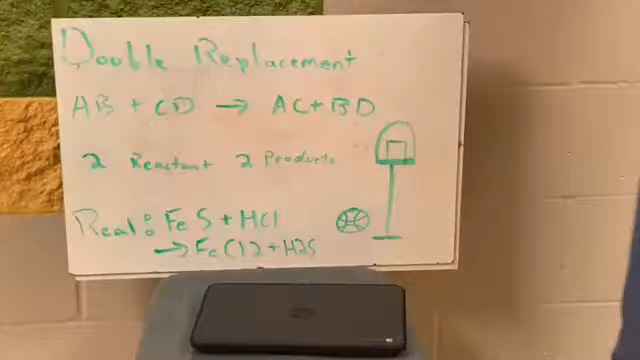 Double Replacement
AB + CD → AC + BD
2 Reactant 2 Products
Real: FeS + HCl
→ FeCl2 + H2S